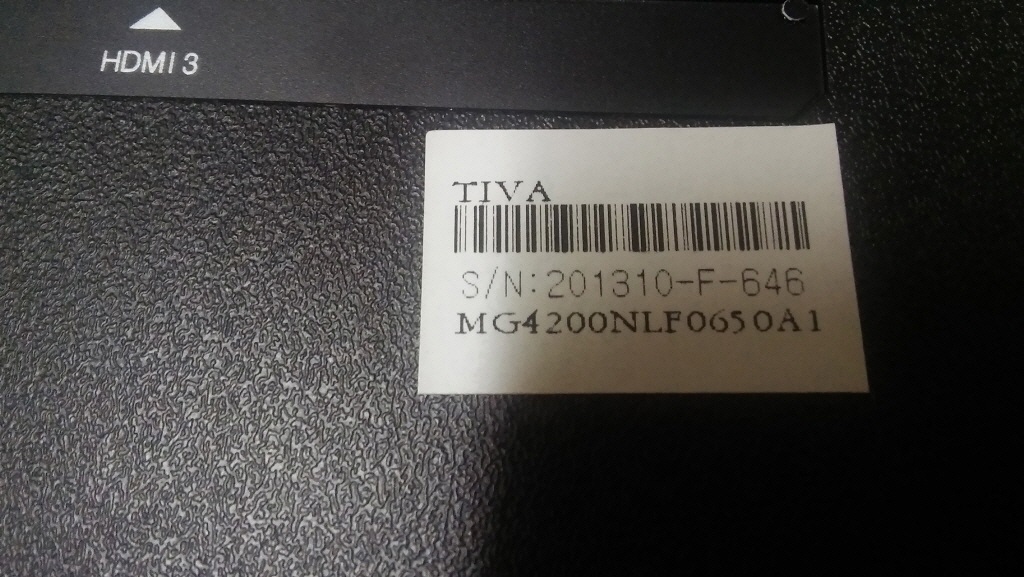 HDMI 3
TIVA
S/N:201310-F-646
MG4200NLF0650A1